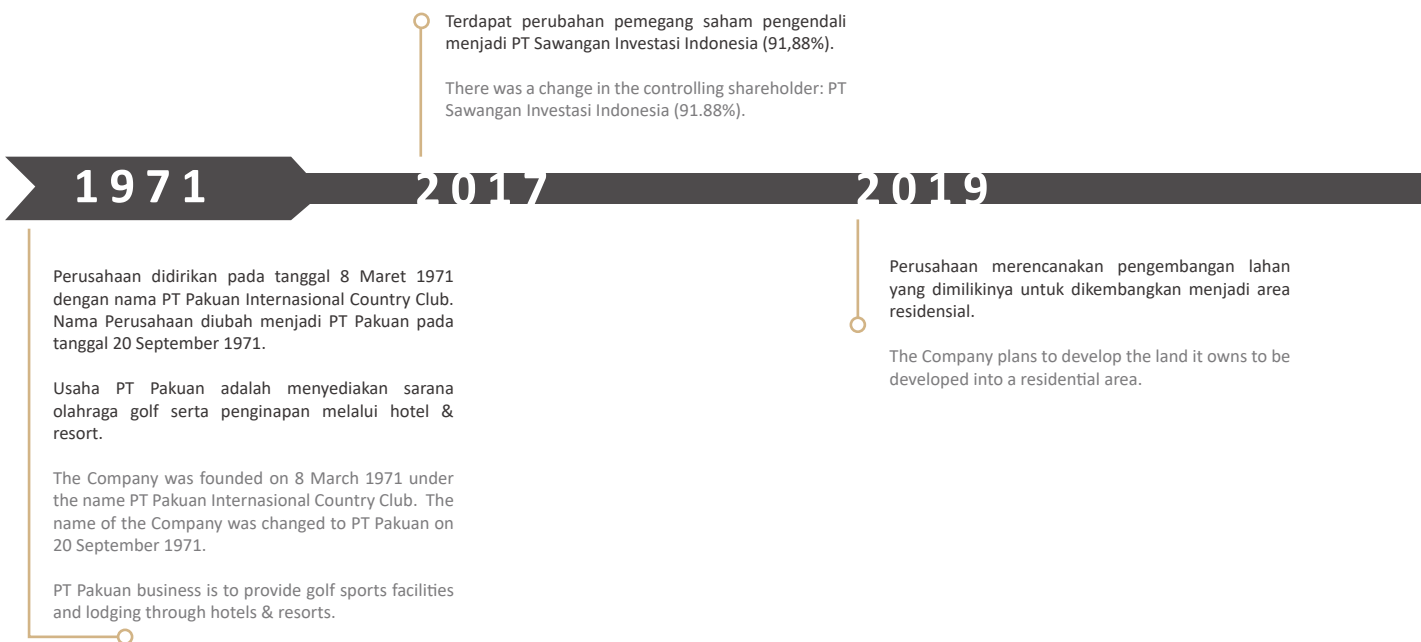 Terdapat perubahan pemegang saham pengendali
menjadi PT Sawangan Investasi Indonesia (91,88%).
There was a change in the controlling shareholder: PT
Sawangan Investasi Indonesia (91.88%).
1971
2017
2019
Perusahaan didirikan pada tanggal 8 Maret 1971
dengan nama PT Pakuan Internasional Country Club.
Nama Perusahaan diubah menjadi PT Pakuan pada
tanggal 20 September 1971.
Usaha PT Pakuan adalah menyediakan sarana
olahraga golf serta penginapan melalui hotel &
resort.
The Company was founded on 8 March 1971 under
the name PT Pakuan Internasional Country Club. The
name of the Company was changed to PT Pakuan on
20 September 1971.
PT Pakuan business is to provide golf sports facilities
and lodging through hotels & resorts.
Perusahaan merencanakan pengembangan lahan
yang dimilikinya untuk dikembangkan menjadi area
residensial.
The Company plans to develop the land it owns to be
developed into a residential area.